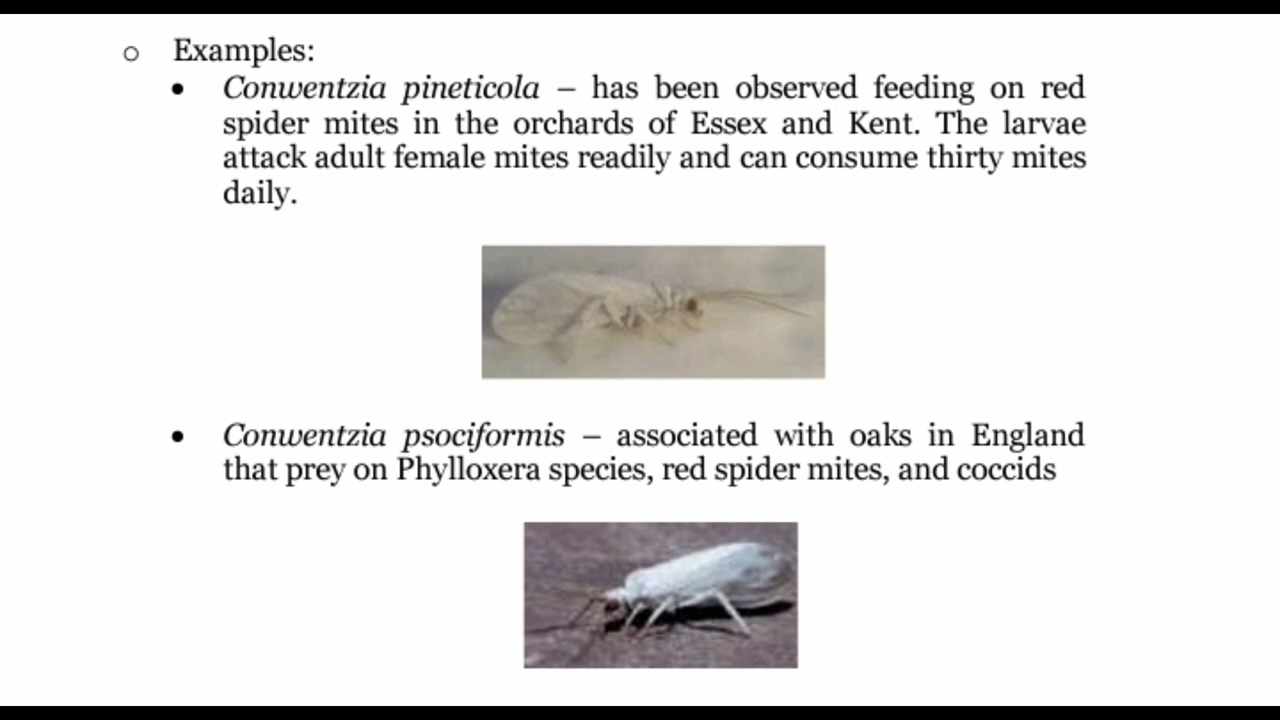 o Examples:
• Conwentzia pineticola – has been observed feeding on red
spider mites in the orchards of Essex and Kent. The larvae
attack adult female mites readily and can consume thirty mites
daily.
• Conwentzia psociformis – associated with oaks in England
that prey on Phylloxera species, red spider mites, and coccids